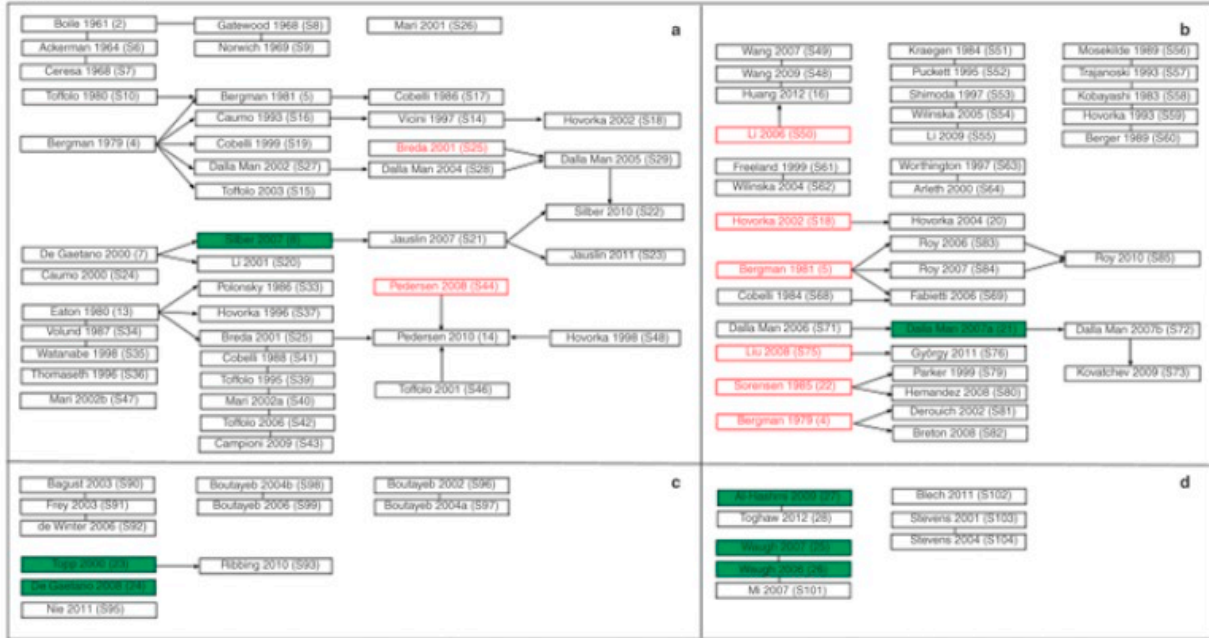 a
Bolie 1961 (2)
Gatewood 1968 (S8)
Mari 2001 (S26)
Ackerman 1964 (S6)
Norwich 1969 (S9)
Ceresa 1968 (S7)
Toffolo 1980 (S10)
Bergman 1981 (5)
Cobelli 1986 (S17)
Caumo 1993 (S16)
Vicini 1997 (S14)
Hovorka 2002 (S18)
Bergman 1979 (4)
Cobelli 1999 (S19)
Breda 2001 (S25)
Dalla Man 2005 (S29)
Dalla Man 2002 (S27)
Dalla Man 2004 (S28)
Toffolo 2003 (S15)
Silber 2010 (S22)
Silber 2007 (8)
Jauslin 2007 (S21)
De Gaetano 2000 (7)
Li 2001 (S20)
Jauslin 2011 (S23)
Caumo 2000 (S24)
Polonsky 1986 (S33)
Pedersen 2008 (S44)
Eaton 1980 (13)
Hovorka 1996 (S37)
Volund 1987 (S34)
Breda 2001 (S25)
Pedersen 2010 (14)
Hovorka 1998 (S48)
Watanabe 1998 (S35)
Cobelli 1988 (S41)
Thomaseth 1996 (S36)
Toffolo 1995 (S39)
Toffolo 2001 (S46)
Mari 2002b (S47)
Mari 2002a (S40)
Toffolo 2006 (S42)
Campioni 2009 (S43)
b
Wang 2007 (S49)
Kraegen 1984 (S51)
Mosekilde 1989 (S56)
Wang 2009 (S48)
Puckett 1995 (S52)
Trajanoski 1993 (S57)
Huang 2012 (16)
Shimoda 1997 (S53)
Kobayashi 1983 (S58)
Wilinska 2005 (S54)
Hovorka 1993 (S59)
Li 2006 (S50)
Li 2009 (S55)
Berger 1989 (S60)
Freeland 1999 (S61)
Worthington 1997 (S63)
Wilinska 2004 (S62)
Arleth 2000 (S64)
Hovorka 2002 (S18)
Hovorka 2004 (20)
Roy 2006 (S83)
Roy 2010 (S85)
Bergman 1981 (5)
Roy 2007 (S84)
Cobelli 1984 (S68)
Fabietti 2006 (S69)
Dalla Man 2006 (S71)
Dalla Man 2007a (21)
Dalla Man 2007b (S72)
Liu 2008 (S75)
György 2011 (S76)
Parker 1999 (S79)
Kovatchev 2009 (S73)
Sorensen 1985 (22)
Hernandez 2008 (S80)
Derouich 2002 (S81)
Bergman 1979 (4)
Breton 2008 (S82)
c
Bagust 2003 (S90)
Boutayeb 2004b (S98)
Boutayeb 2002 (S96)
Frey 2003 (S91)
Boutayeb 2006 (S99)
Boutayeb 2004a (S97)
de Winter 2006 (S92)
Topp 2000 (23)
Ribbing 2010 (S93)
De Gaetano 2008 (24)
Nie 2011 (S95)
d
Al-Hashmi 2009 (27)
Blech 2011 (S102)
Toghaw 2012 (28)
Stevens 2001 (S103)
Stevens 2004 (S104)
Waugh 2007 (25)
Waugh 2006 (26)
Mi 2007 (S101)